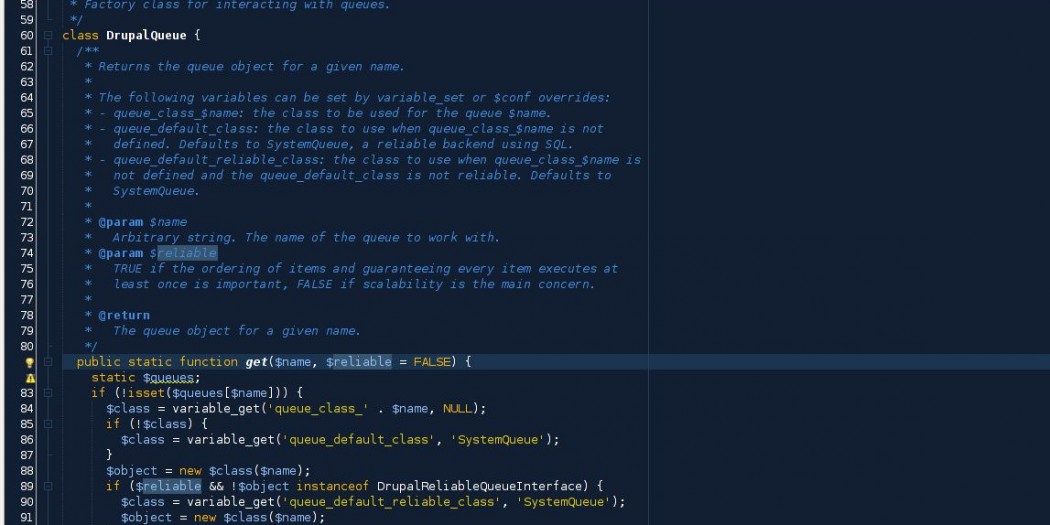 58 * Factory class for interacting with queues.
59 */
60 class DrupalQueue {
61 /**
62 * Returns the queue object for a given name.
63 *
64 * The following variables can be set by variable_set or $conf overrides:
65 * - queue_class_$name: the class to be used for the queue $name.
66 * - queue_default_class: the class to use when queue_class_$name is not
67 * defined. Defaults to SystemQueue, a reliable backend using SQL.
68 * - queue_default_reliable_class: the class to use when queue_class_$name is
69 * not defined and the queue_default_class is not reliable. Defaults to
70 * SystemQueue.
71 *
72 * @param $name
73 * Arbitrary string. The name of the queue to work with.
74 * @param $reliable
75 * TRUE if the ordering of items and guaranteeing every item executes at
76 * least once is important, FALSE if scalability is the main concern.
77 *
78 * @return
79 * The queue object for a given name.
80 */
public static function get($name, $reliable = FALSE) {
static $queues;
83 if (!isset($queues[$name])) {
84 $class = variable_get('queue_class_' . $name, NULL);
85 if (!$class) {
86 $class = variable_get('queue_default_class', 'SystemQueue');
87 }
88 $object = new $class($name);
89 if ($reliable && !$object instanceof DrupalReliableQueueInterface) {
90 $class = variable_get('queue_default_reliable_class', 'SystemQueue');
91 $object = new $class($name);